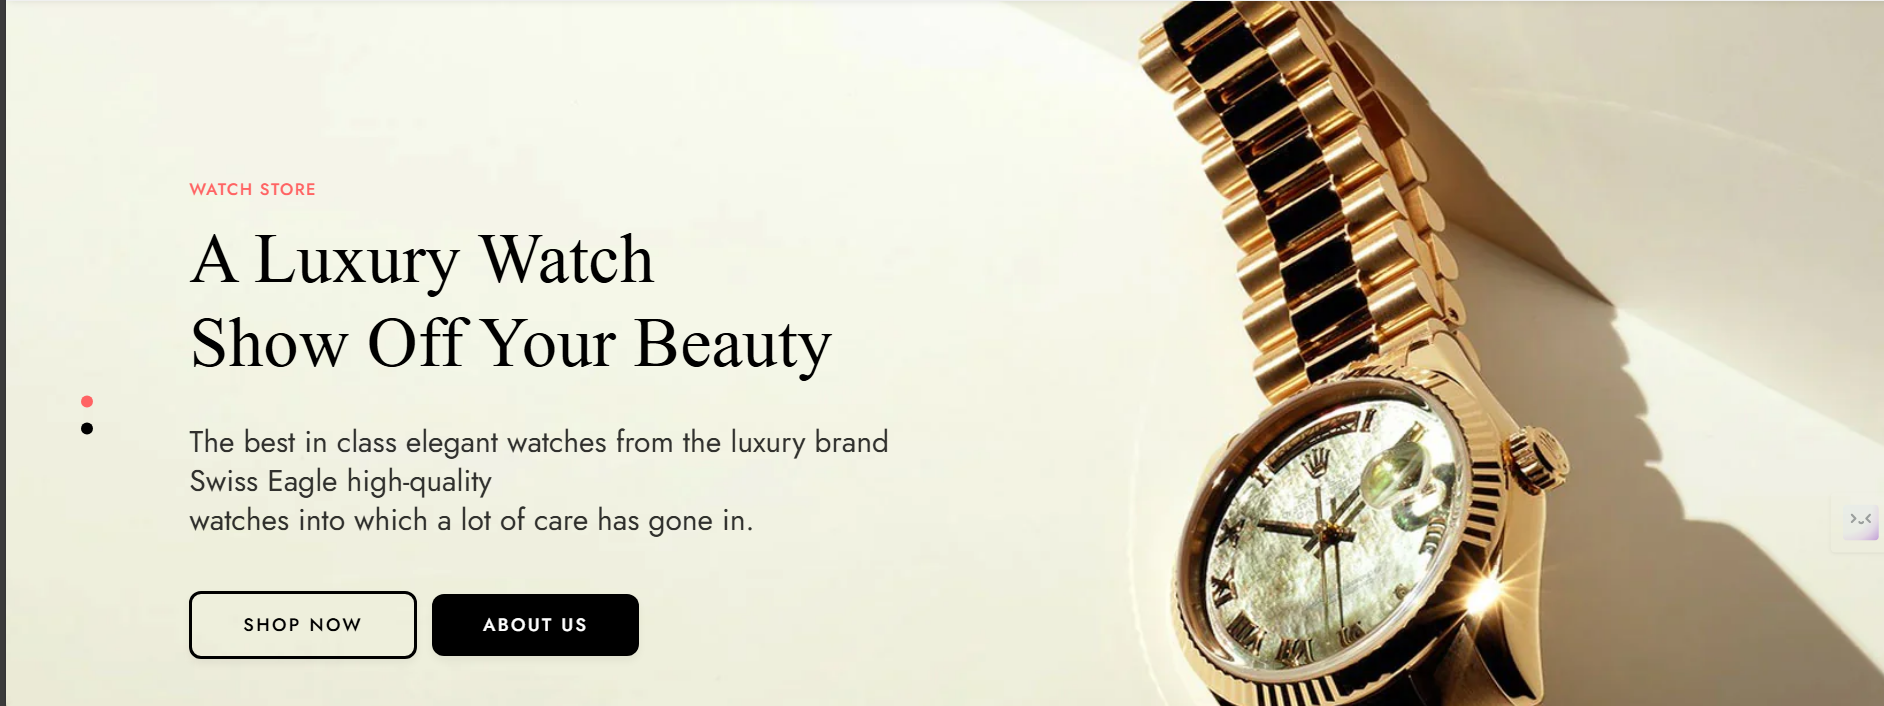 WATCH STORE
A Luxury Watch
Show Off Your Beauty
The best in class elegant watches from the luxury brand
Swiss Eagle high-quality
watches into which a lot of care has gone in.
SHOP NOW
ABOUT US